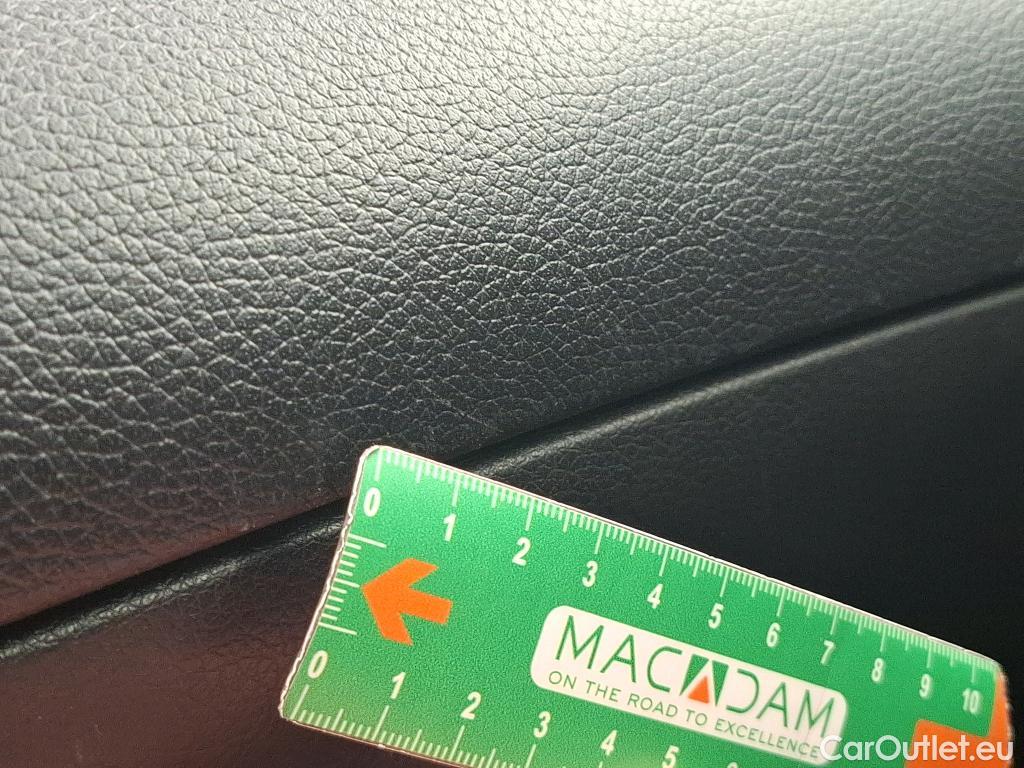 0 1 2 3 4 5 6 7 8 9 10
MACADAM
ON THE ROAD TO EXCELLENCE
0 1 2 3 4 5
CarOutlet.eu